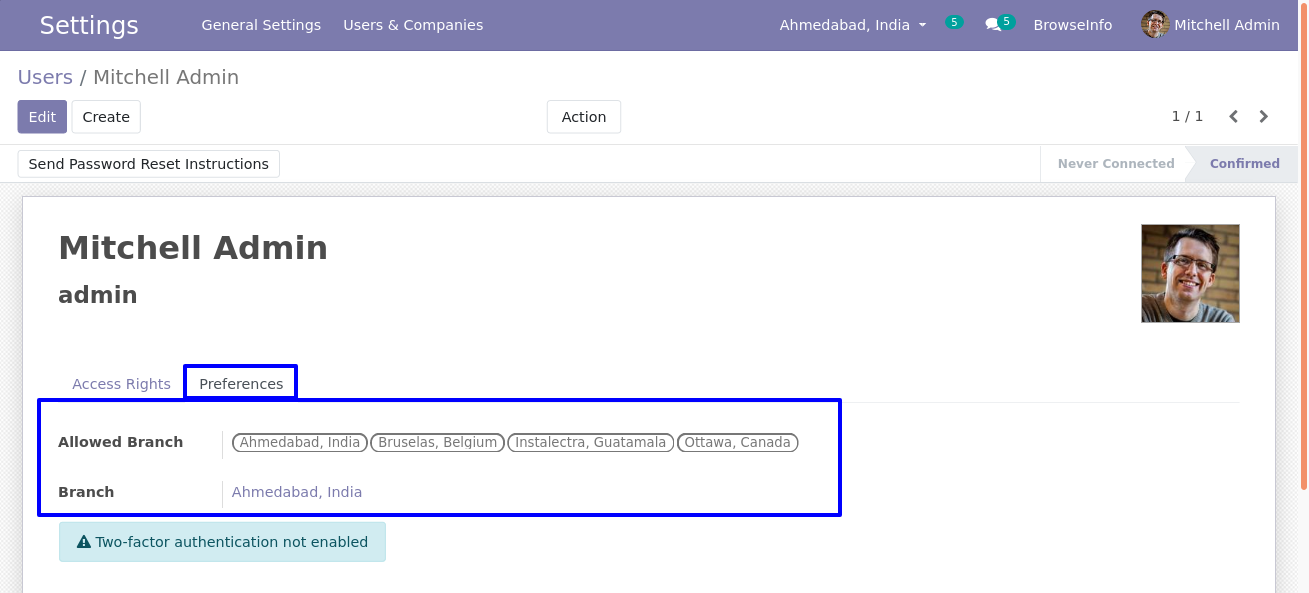 Settings General Settings Users & Companies Ahmedabad, India 5 5 BrowseInfo Mitchell Admin
Users / Mitchell Admin
Edit Create Action 1 / 1
Send Password Reset Instructions Never Connected Confirmed
Mitchell Admin
admin
Access Rights Preferences
Allowed Branch Ahmedabad, India Bruselas, Belgium Instalectra, Guatamala Ottawa, Canada
Branch Ahmedabad, India
Two-factor authentication not enabled